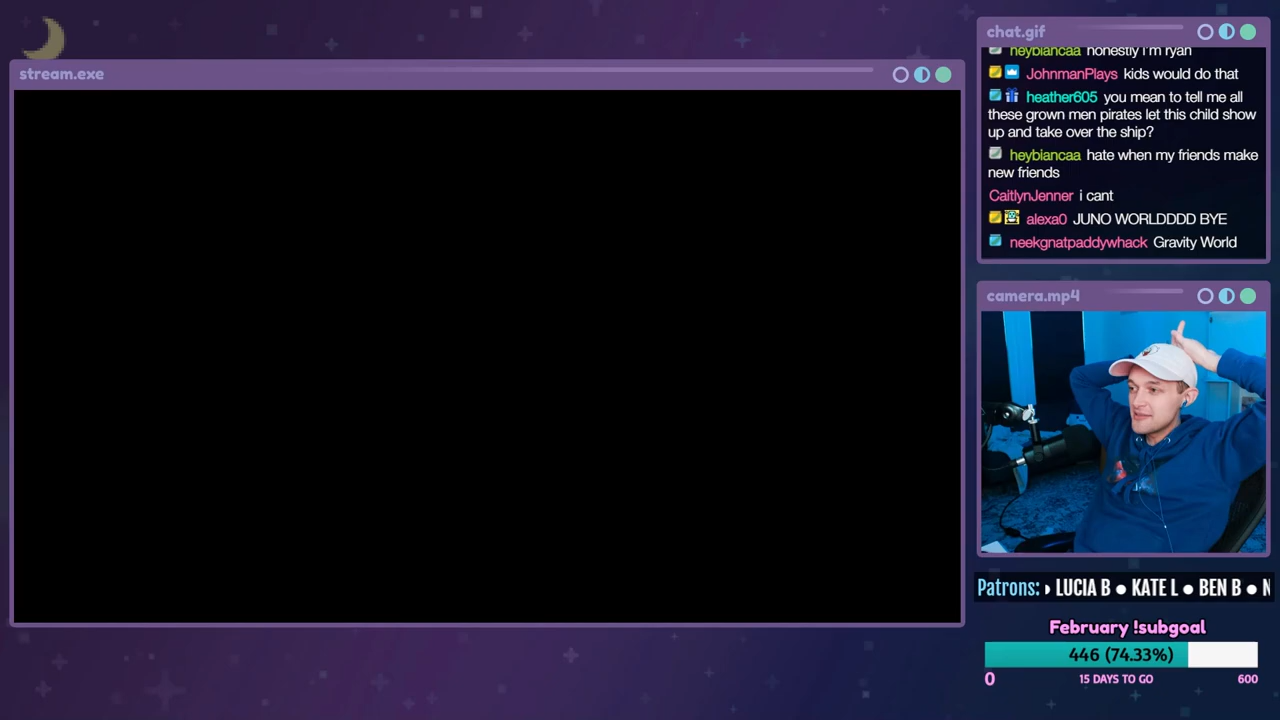 chat.gif
stream.exe
heybiancaa honestly i'm ryan
JohnmanPlays kids would do that
heather605 you mean to tell me all
these grown men pirates let this child show
up and take over the ship?
heybiancaa hate when my friends make
new friends
CaitlynJenner i cant
alexa0 JUNO WORLDDDD BYE
neekgnatpaddywhack Gravity World
camera.mp4
Patrons: LUCIA B ● KATE L ● BEN B ● N
February !subgoal
446 (74.33%)
0 15 DAYS TO GO 600